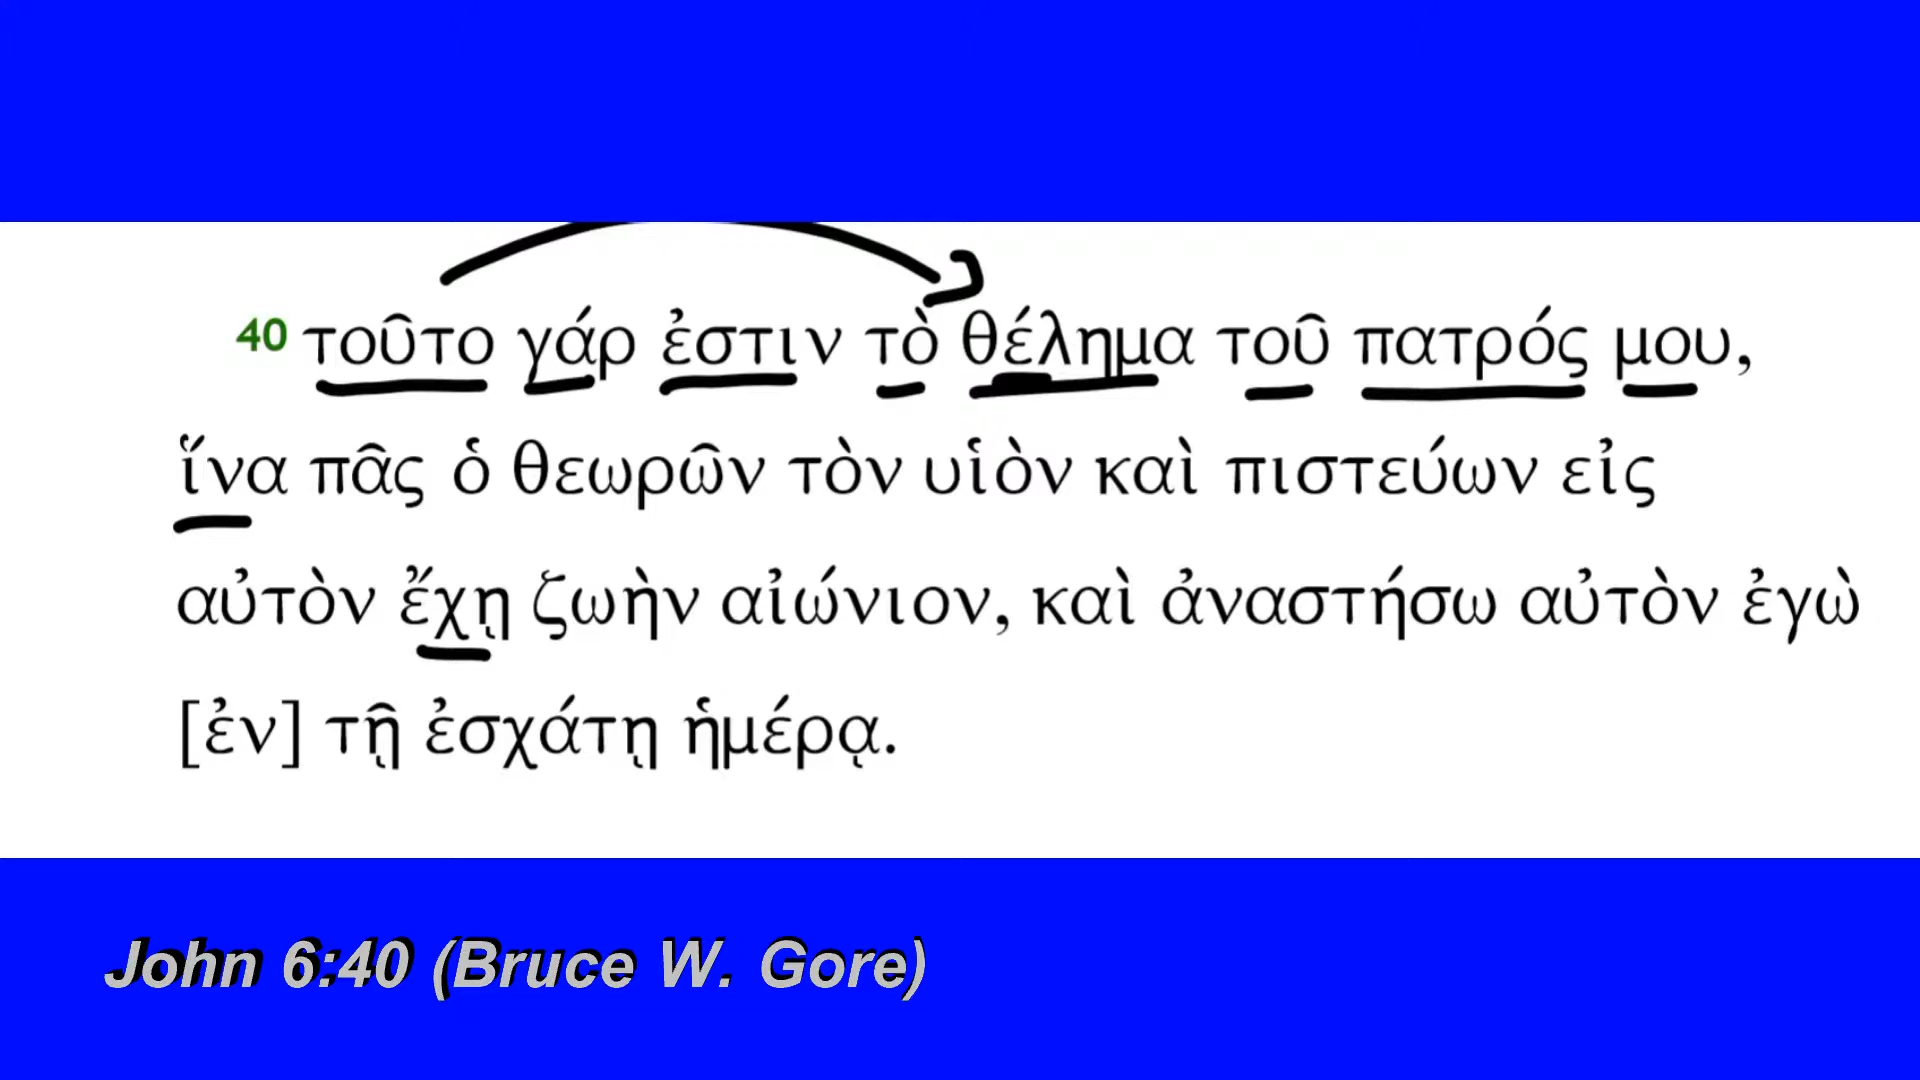 40 τοῦτο γάρ ἐστιν τὸ θέλημα τοῦ πατρός μου,
ἵνα πᾶς ὁ θεωρῶν τὸν υἱὸν καὶ πιστεύων εἰς
αὐτὸν ἔχῃ ζωὴν αἰώνιον, καὶ ἀναστήσω αὐτὸν ἐγὼ
[ἐν] τῇ ἐσχάτῃ ἡμέρᾳ.
John 6:40 (Bruce W. Gore)